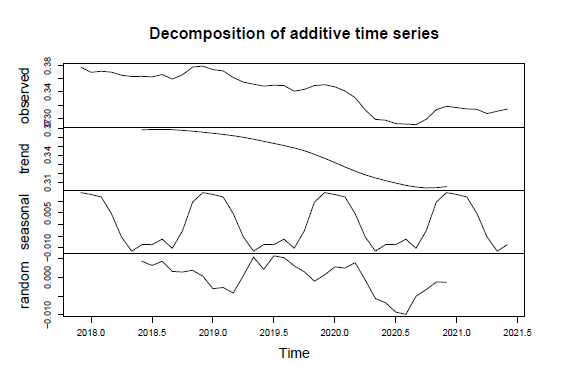 Decomposition of additive time series
observed
0.30
0.34
0.38
trend
0.31
0.34
0.37
seasonal
-0.010
0.005
random
-0.010
0.000
2018.0 2018.5 2019.0 2019.5 2020.0 2020.5 2021.0 2021.5
Time